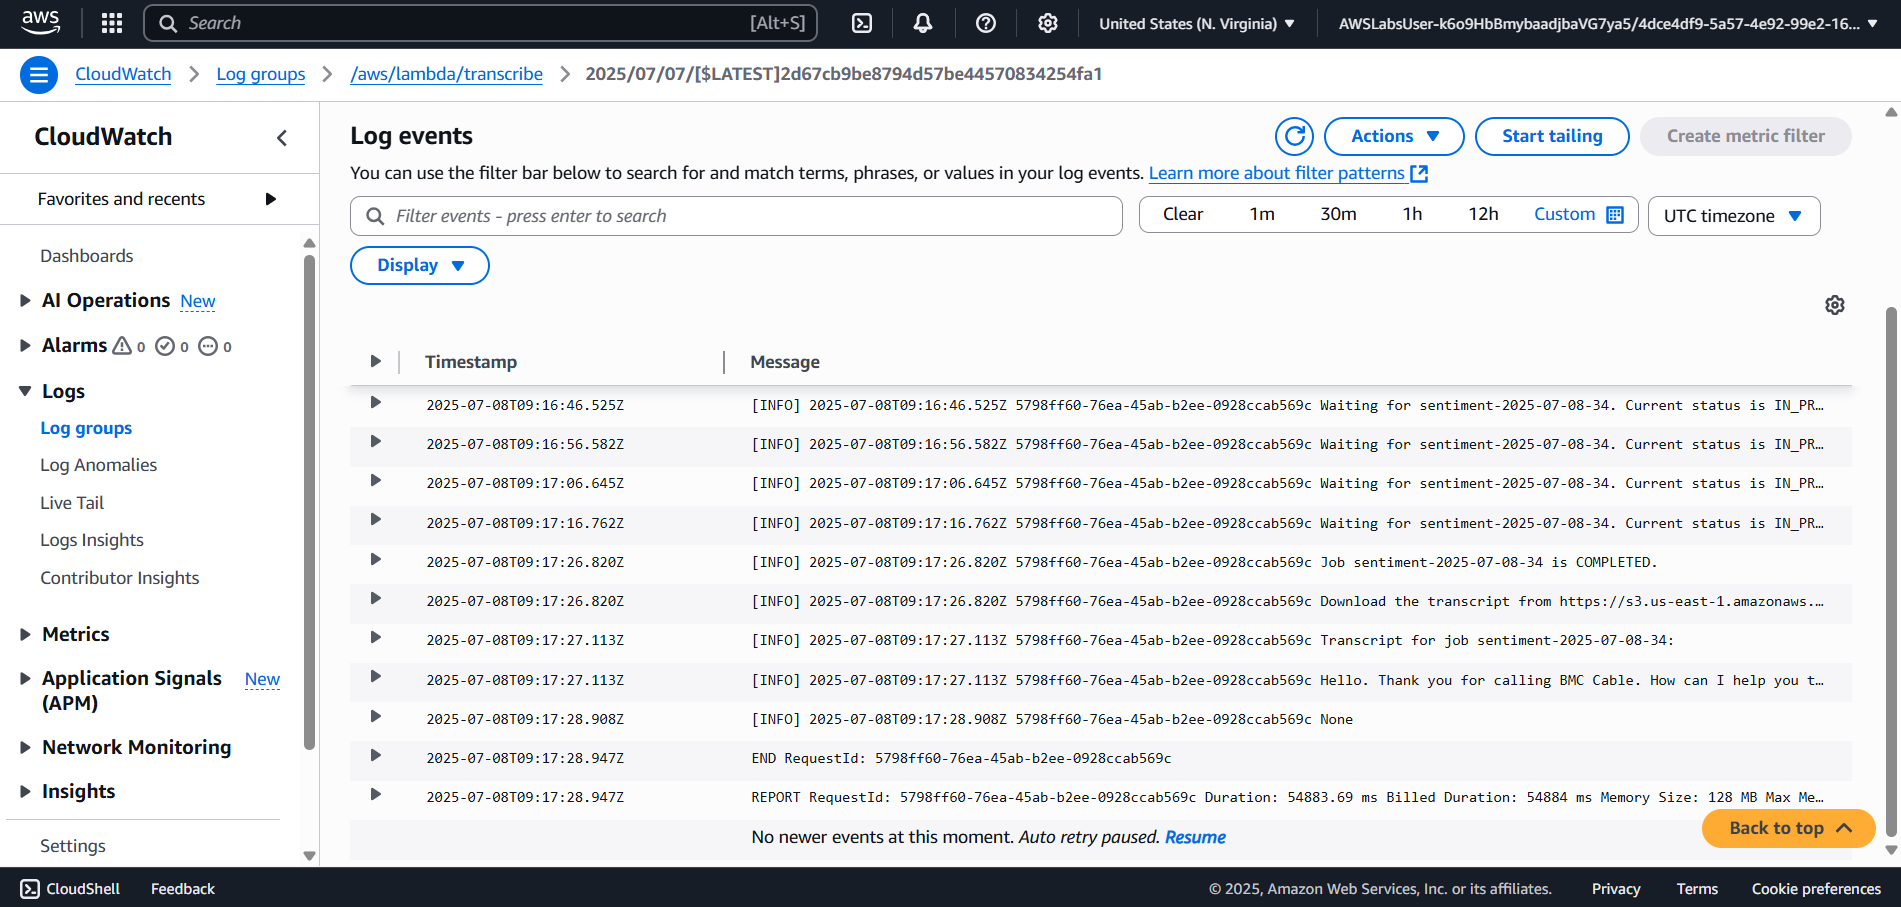 aws Search [Alt+S] United States (N. Virginia) AWSLabsUser-k6o9HbBmybaadjbaVG7ya5/4dce4df9-5a57-4e92-99e2-16...
CloudWatch Log groups /aws/lambda/transcribe 2025/07/07/[$LATEST]2d67cb9be8794d57be44570834254fa1
CloudWatch
Favorites and recents
Dashboards
AI Operations New
Alarms 0 0 0
Logs
Log groups
Log Anomalies
Live Tail
Logs Insights
Contributor Insights
Metrics
Application Signals (APM) New
Network Monitoring
Insights
Settings
Log events
Actions Start tailing Create metric filter
You can use the filter bar below to search for and match terms, phrases, or values in your log events. Learn more about filter patterns
Filter events - press enter to search Clear 1m 30m 1h 12h Custom UTC timezone
Display
Timestamp Message
2025-07-08T09:16:46.525Z [INFO] 2025-07-08T09:16:46.525Z 5798ff60-76ea-45ab-b2ee-0928ccab569c Waiting for sentiment-2025-07-08-34. Current status is IN_PR...
2025-07-08T09:16:56.582Z [INFO] 2025-07-08T09:16:56.582Z 5798ff60-76ea-45ab-b2ee-0928ccab569c Waiting for sentiment-2025-07-08-34. Current status is IN_PR...
2025-07-08T09:17:06.645Z [INFO] 2025-07-08T09:17:06.645Z 5798ff60-76ea-45ab-b2ee-0928ccab569c Waiting for sentiment-2025-07-08-34. Current status is IN_PR...
2025-07-08T09:17:16.762Z [INFO] 2025-07-08T09:17:16.762Z 5798ff60-76ea-45ab-b2ee-0928ccab569c Waiting for sentiment-2025-07-08-34. Current status is IN_PR...
2025-07-08T09:17:26.820Z [INFO] 2025-07-08T09:17:26.820Z 5798ff60-76ea-45ab-b2ee-0928ccab569c Job sentiment-2025-07-08-34 is COMPLETED.
2025-07-08T09:17:26.820Z [INFO] 2025-07-08T09:17:26.820Z 5798ff60-76ea-45ab-b2ee-0928ccab569c Download the transcript from https://s3.us-east-1.amazonaws....
2025-07-08T09:17:27.113Z [INFO] 2025-07-08T09:17:27.113Z 5798ff60-76ea-45ab-b2ee-0928ccab569c Transcript for job sentiment-2025-07-08-34:
2025-07-08T09:17:27.113Z [INFO] 2025-07-08T09:17:27.113Z 5798ff60-76ea-45ab-b2ee-0928ccab569c Hello. Thank you for calling BMC Cable. How can I help you t...
2025-07-08T09:17:28.908Z [INFO] 2025-07-08T09:17:28.908Z 5798ff60-76ea-45ab-b2ee-0928ccab569c None
2025-07-08T09:17:28.947Z END RequestId: 5798ff60-76ea-45ab-b2ee-0928ccab569c
2025-07-08T09:17:28.947Z REPORT RequestId: 5798ff60-76ea-45ab-b2ee-0928ccab569c Duration: 54883.69 ms Billed Duration: 54884 ms Memory Size: 128 MB Max Me...
No newer events at this moment. Auto retry paused. Resume
Back to top
CloudShell Feedback © 2025, Amazon Web Services, Inc. or its affiliates. Privacy Terms Cookie preferences